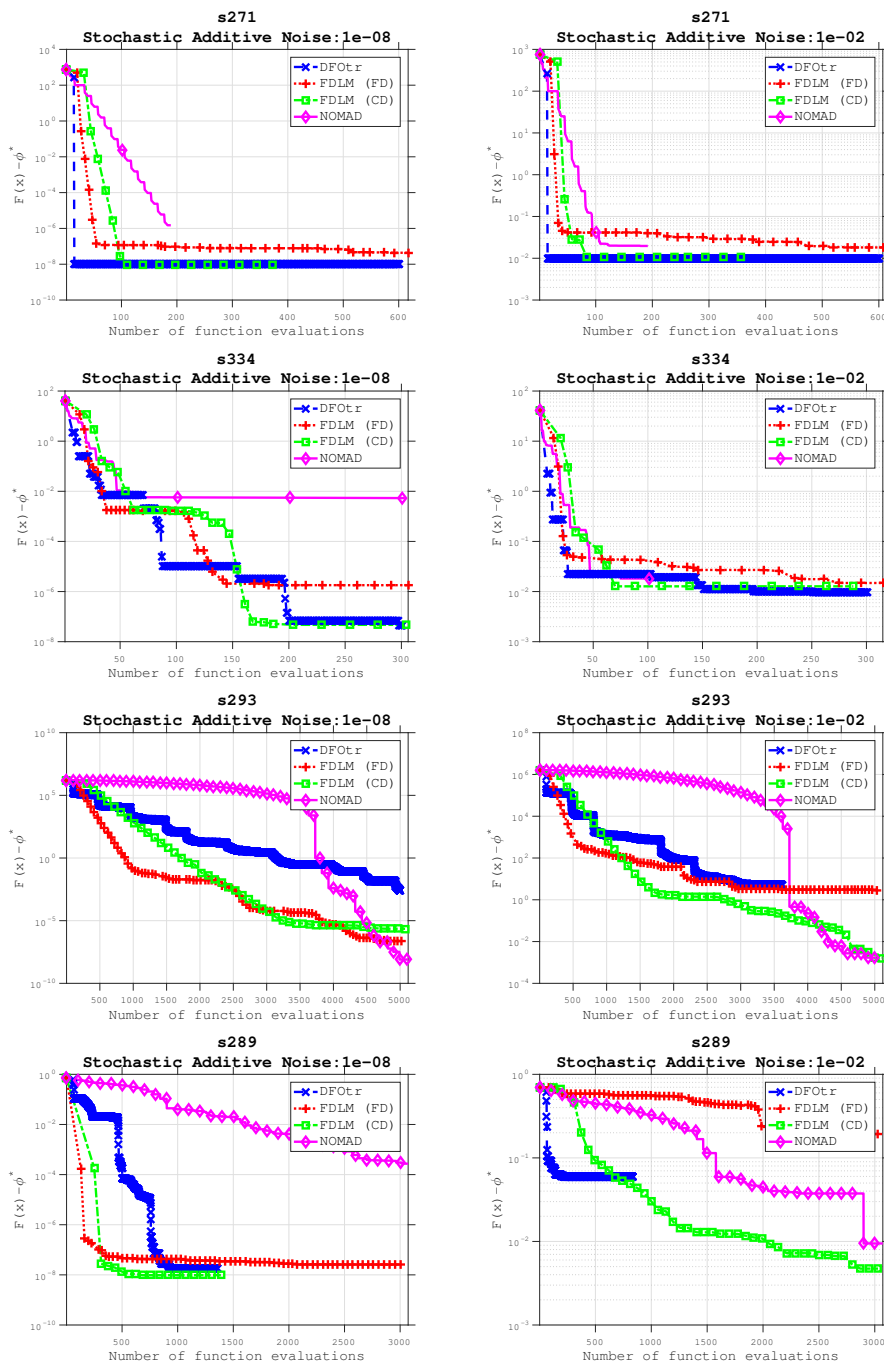 s271
Stochastic Additive Noise:1e-08
F(x)-ϕ*
10^4
10^2
10^0
10^-2
10^-4
10^-6
10^-8
10^-10
DFOtr
FDLM (FD)
FDLM (CD)
NOMAD
100 200 300 400 500 600
Number of function evaluations
s271
Stochastic Additive Noise:1e-02
F(x)-ϕ*
10^3
10^2
10^1
10^0
10^-1
10^-2
10^-3
DFOtr
FDLM (FD)
FDLM (CD)
NOMAD
100 200 300 400 500 600
Number of function evaluations
s334
Stochastic Additive Noise:1e-08
F(x)-ϕ*
10^2
10^0
10^-2
10^-4
10^-6
10^-8
DFOtr
FDLM (FD)
FDLM (CD)
NOMAD
50 100 150 200 250 300
Number of function evaluations
s334
Stochastic Additive Noise:1e-02
F(x)-ϕ*
10^2
10^1
10^0
10^-1
10^-2
10^-3
DFOtr
FDLM (FD)
FDLM (CD)
NOMAD
50 100 150 200 250 300
Number of function evaluations
s293
Stochastic Additive Noise:1e-08
F(x)-ϕ*
10^10
10^5
10^0
10^-5
10^-10
DFOtr
FDLM (FD)
FDLM (CD)
NOMAD
500 1000 1500 2000 2500 3000 3500 4000 4500 5000
Number of function evaluations
s293
Stochastic Additive Noise:1e-02
F(x)-ϕ*
10^8
10^6
10^4
10^2
10^0
10^-2
10^-4
DFOtr
FDLM (FD)
FDLM (CD)
NOMAD
500 1000 1500 2000 2500 3000 3500 4000 4500 5000
Number of function evaluations
s289
Stochastic Additive Noise:1e-08
F(x)-ϕ*
10^0
10^-2
10^-4
10^-6
10^-8
10^-10
DFOtr
FDLM (FD)
FDLM (CD)
NOMAD
500 1000 1500 2000 2500 3000
Number of function evaluations
s289
Stochastic Additive Noise:1e-02
F(x)-ϕ*
10^0
10^-1
10^-2
10^-3
DFOtr
FDLM (FD)
FDLM (CD)
NOMAD
500 1000 1500 2000 2500 3000
Number of function evaluations